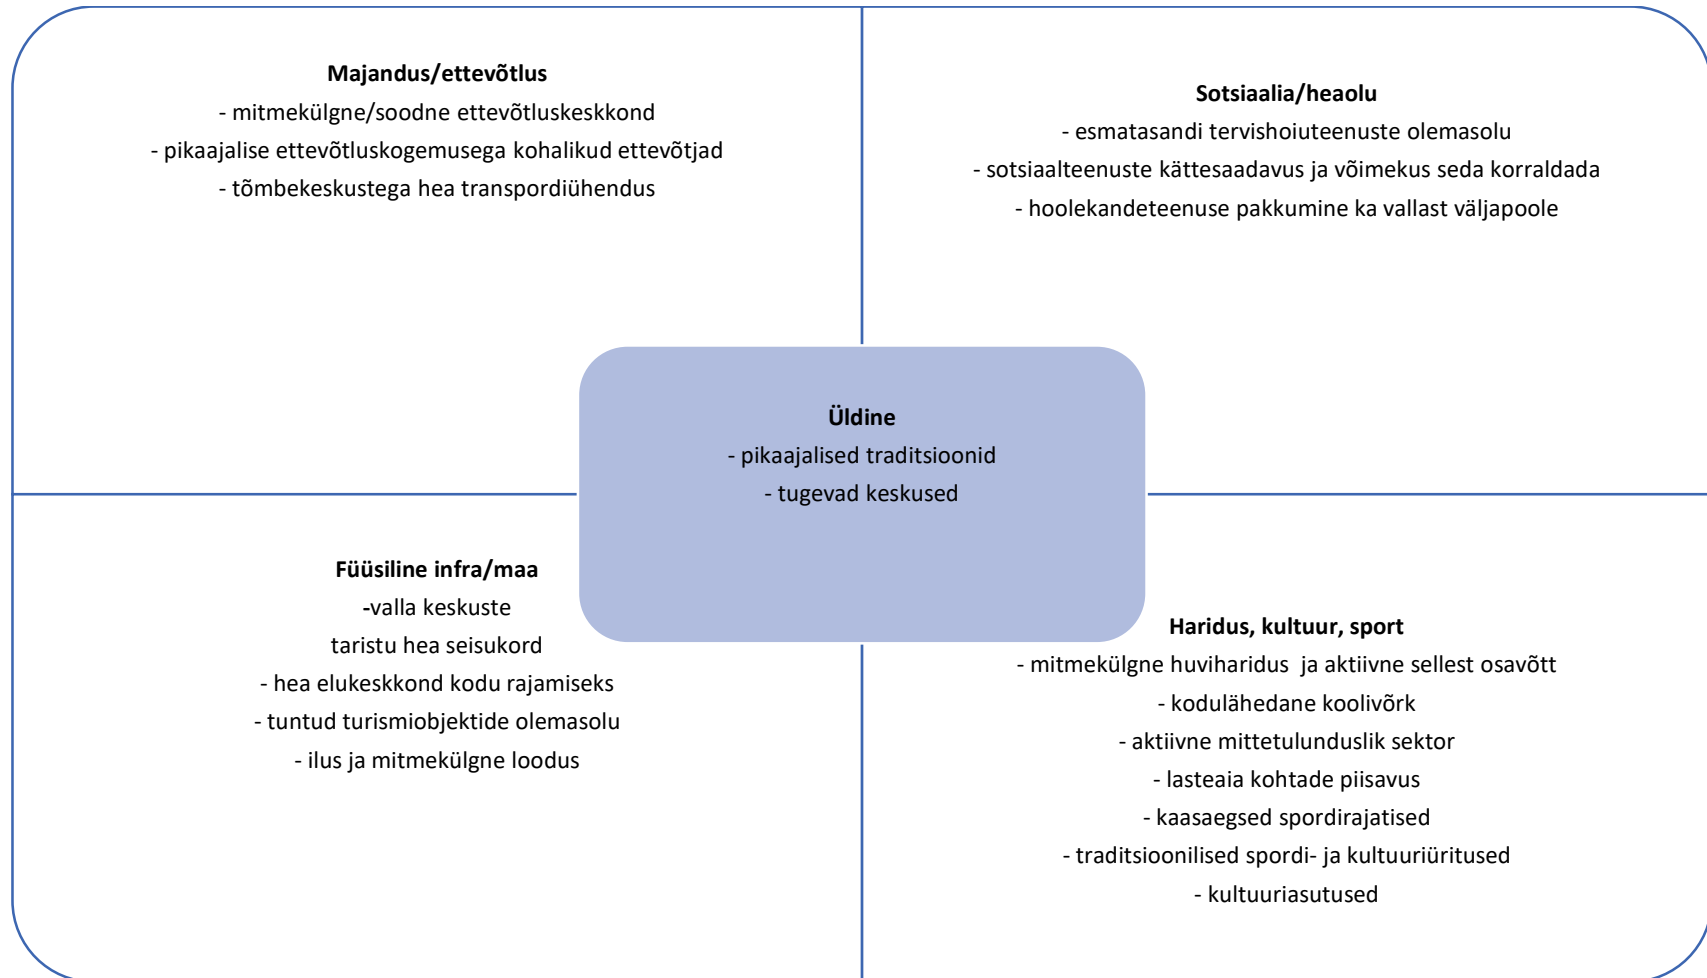 Majandus/ettevõtlus
- mitmekülgne/soodne ettevõtluskeskkond
- pikaajalise ettevõtluskogemusega kohalikud ettevõtjad
- tõmbekeskustega hea transpordiühendus
Sotsiaalia/heaolu
- esmatasandi tervishoiuteenuste olemasolu
- sotsiaalteenuste kättesaadavus ja võimekus seda korraldada
- hoolekandeteenuse pakkumine ka vallast väljapoole
Üldine
- pikaajalised traditsioonid
- tugevad keskused
Füüsiline infra/maa
-valla keskuste
taristu hea seisukord
- hea elukeskkond kodu rajamiseks
- tuntud turismiobjektide olemasolu
- ilus ja mitmekülgne loodus
Haridus, kultuur, sport
- mitmekülgne huviharidus  ja aktiivne sellest osavõtt
- kodulähedane koolivõrk
- aktiivne mittetulunduslik sektor
- lasteaia kohtade piisavus
- kaasaegsed spordirajatised
- traditsioonilised spordi- ja kultuuriüritused
- kultuuriasutused